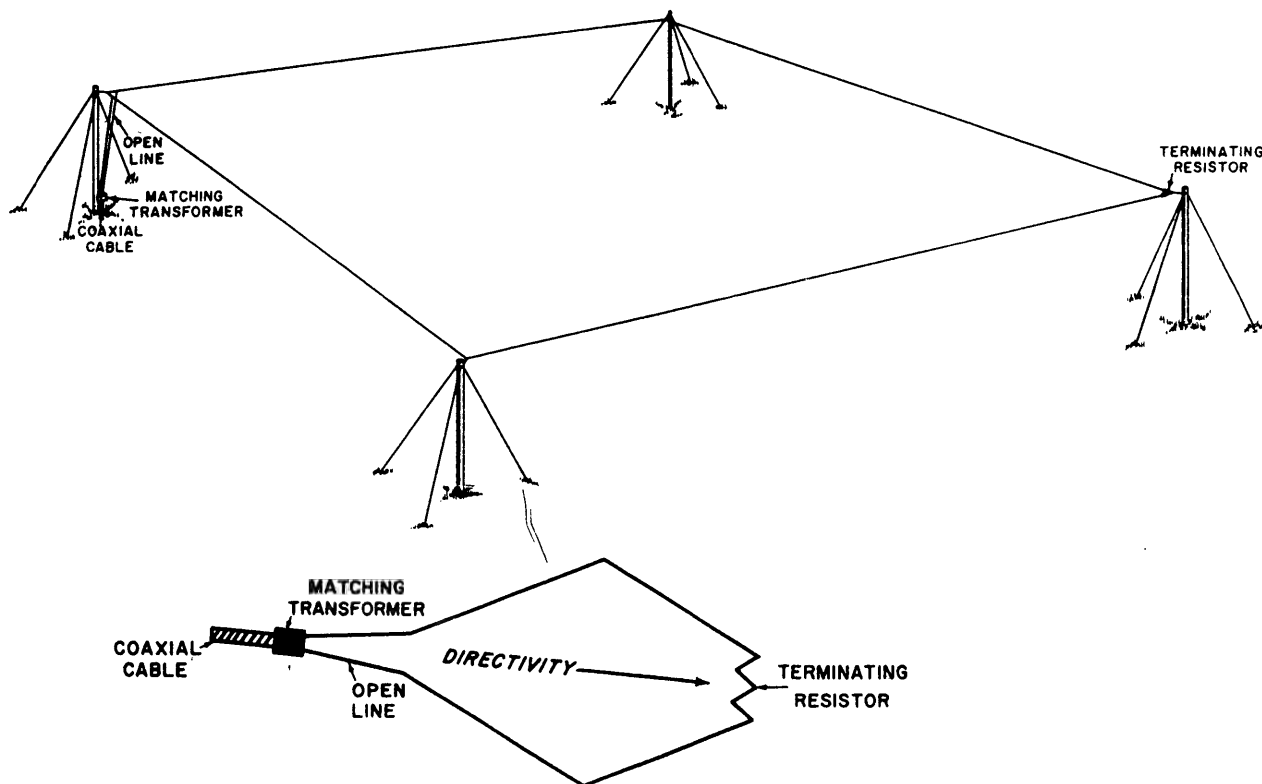 OPEN
LINE
MATCHING
TRANSFORMER
COAXIAL
CABLE
TERMINATING
RESISTOR
MATCHING
TRANSFORMER
COAXIAL
CABLE
OPEN
LINE
DIRECTIVITY
TERMINATING
RESISTOR